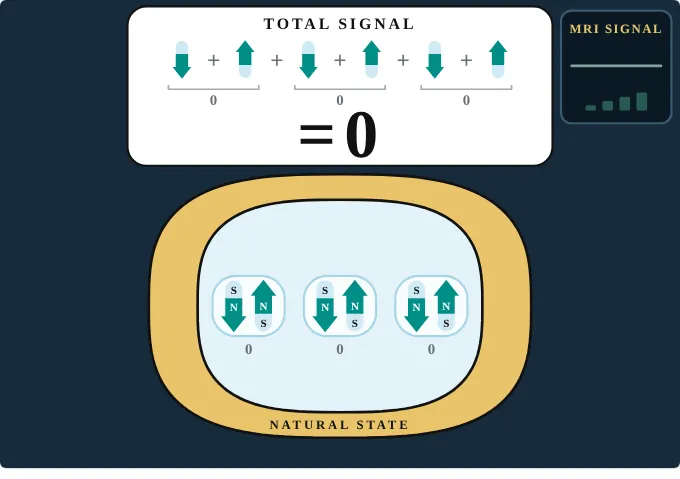 TOTAL SIGNAL
+ + + + +
0 0 0
= 0
MRI SIGNAL
S N N S S N N S S N N S
0 0 0
NATURAL STATE